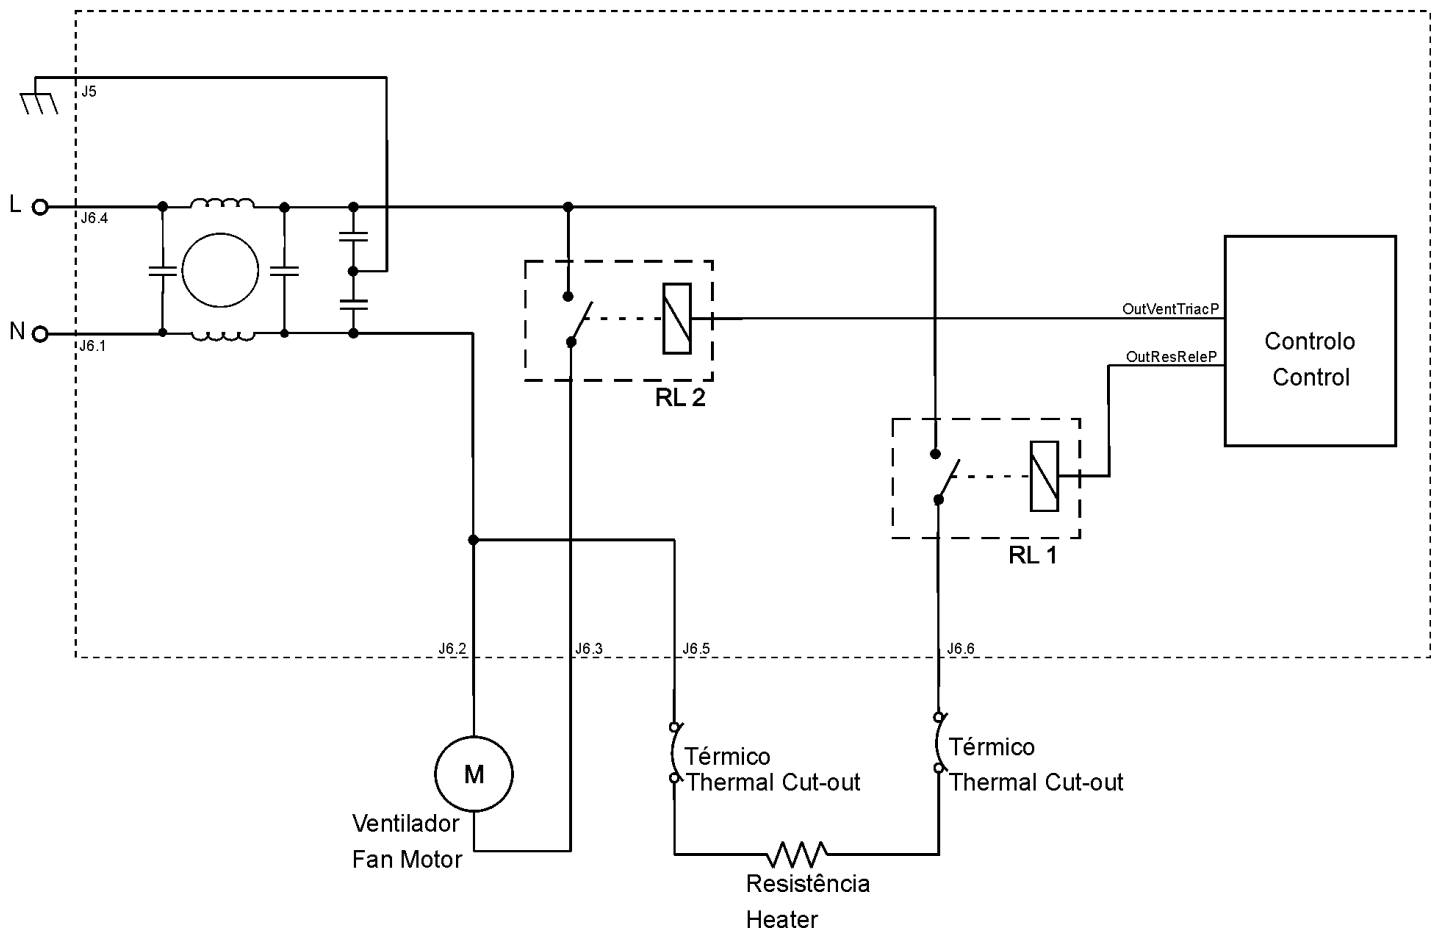 J5
L
J6.4
N
J6.1
OutVentTriacP
OutResReleP
Controlo
Control
RL 2
RL 1
J6.2
J6.3
J6.5
J6.6
M
Ventilador
Fan Motor
Térmico
Thermal Cut-out
Térmico
Thermal Cut-out
Resistência
Heater